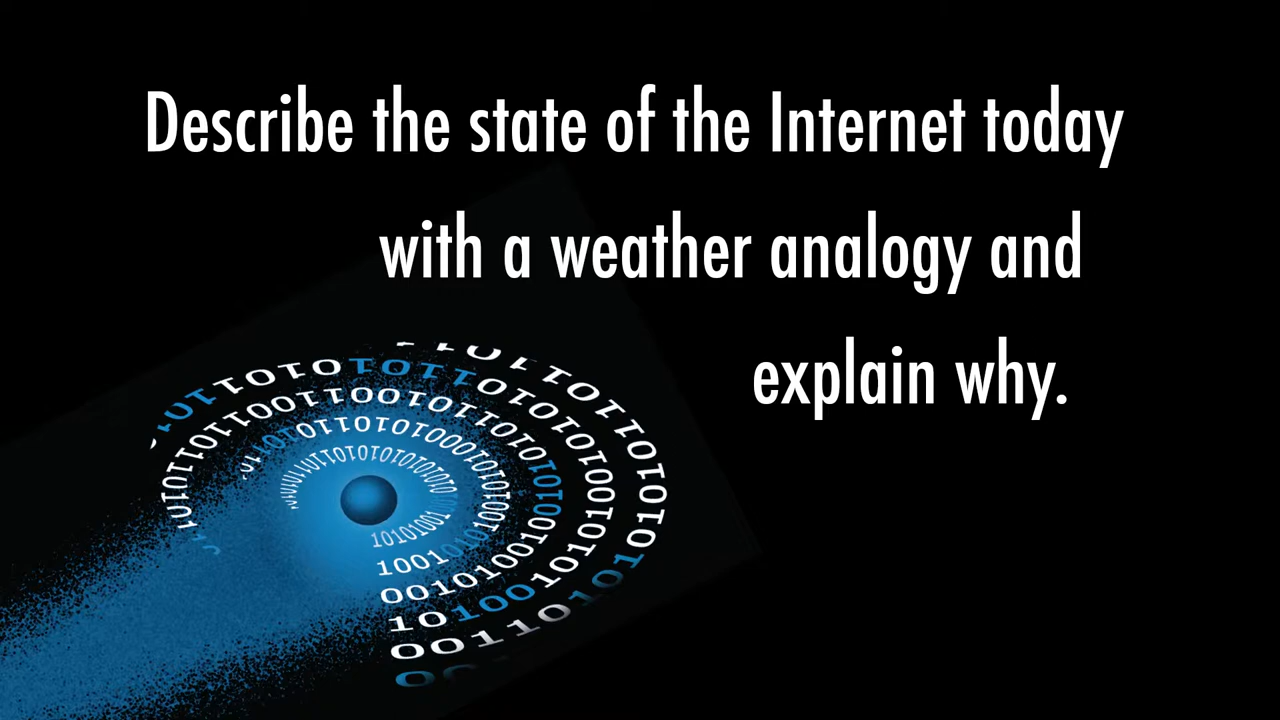 Describe the state of the Internet today
with a weather analogy and
explain why.